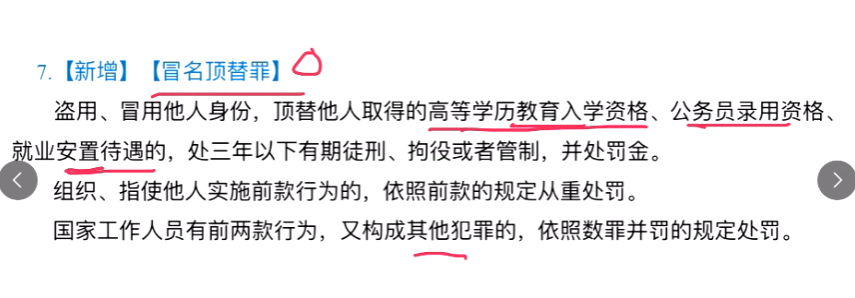 7.【新增】【冒名顶替罪】
盗用、冒用他人身份，顶替他人取得的高等学历教育入学资格、公务员录用资格、
就业安置待遇的，处三年以下有期徒刑、拘役或者管制，并处罚金。
组织、指使他人实施前款行为的，依照前款的规定从重处罚。
国家工作人员有前两款行为，又构成其他犯罪的，依照数罪并罚的规定处罚。